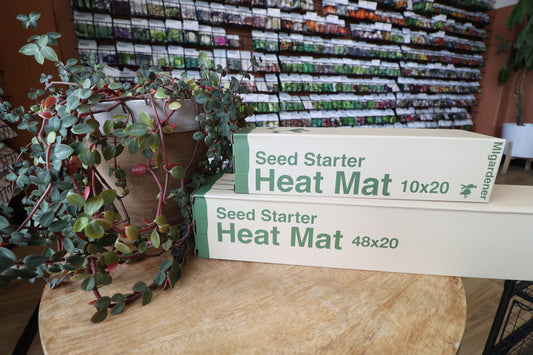 Seed Starter
Heat Mat 10x20
MIgardener
Seed Starter
Heat Mat 48x20